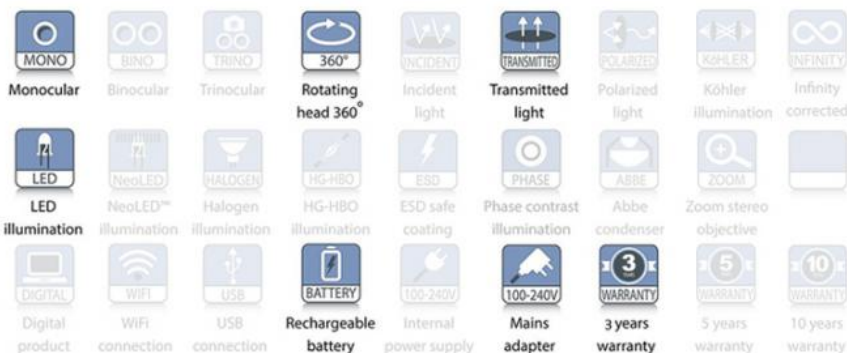 MONO BINO TRINO 360° INCIDENT TRANSMITTED POLARIZED KöHLER INFINITY
Monocular Binocular Trinocular Rotating Incident Transmitted Polarized Köhler Infinity
head 360° light light light illumination corrected
LED NeoLED HALOGEN HG-HBO ESD PHASE ABBE ZOOM
LED NeoLED™ Halogen HG-HBO ESD safe Phase contrast Abbe Zoom stereo
illumination illumination illumination illumination coating illumination condenser objective
3 5 10
DIGITAL WIFI USB BATTERY 100-240V 100-240V WARRANTY WARRANTY WARRANTY
Digital WiFi USB Rechargeable Internal Mains 3 years 5 years 10 years
product connection connection battery power supply adapter warranty warranty warranty